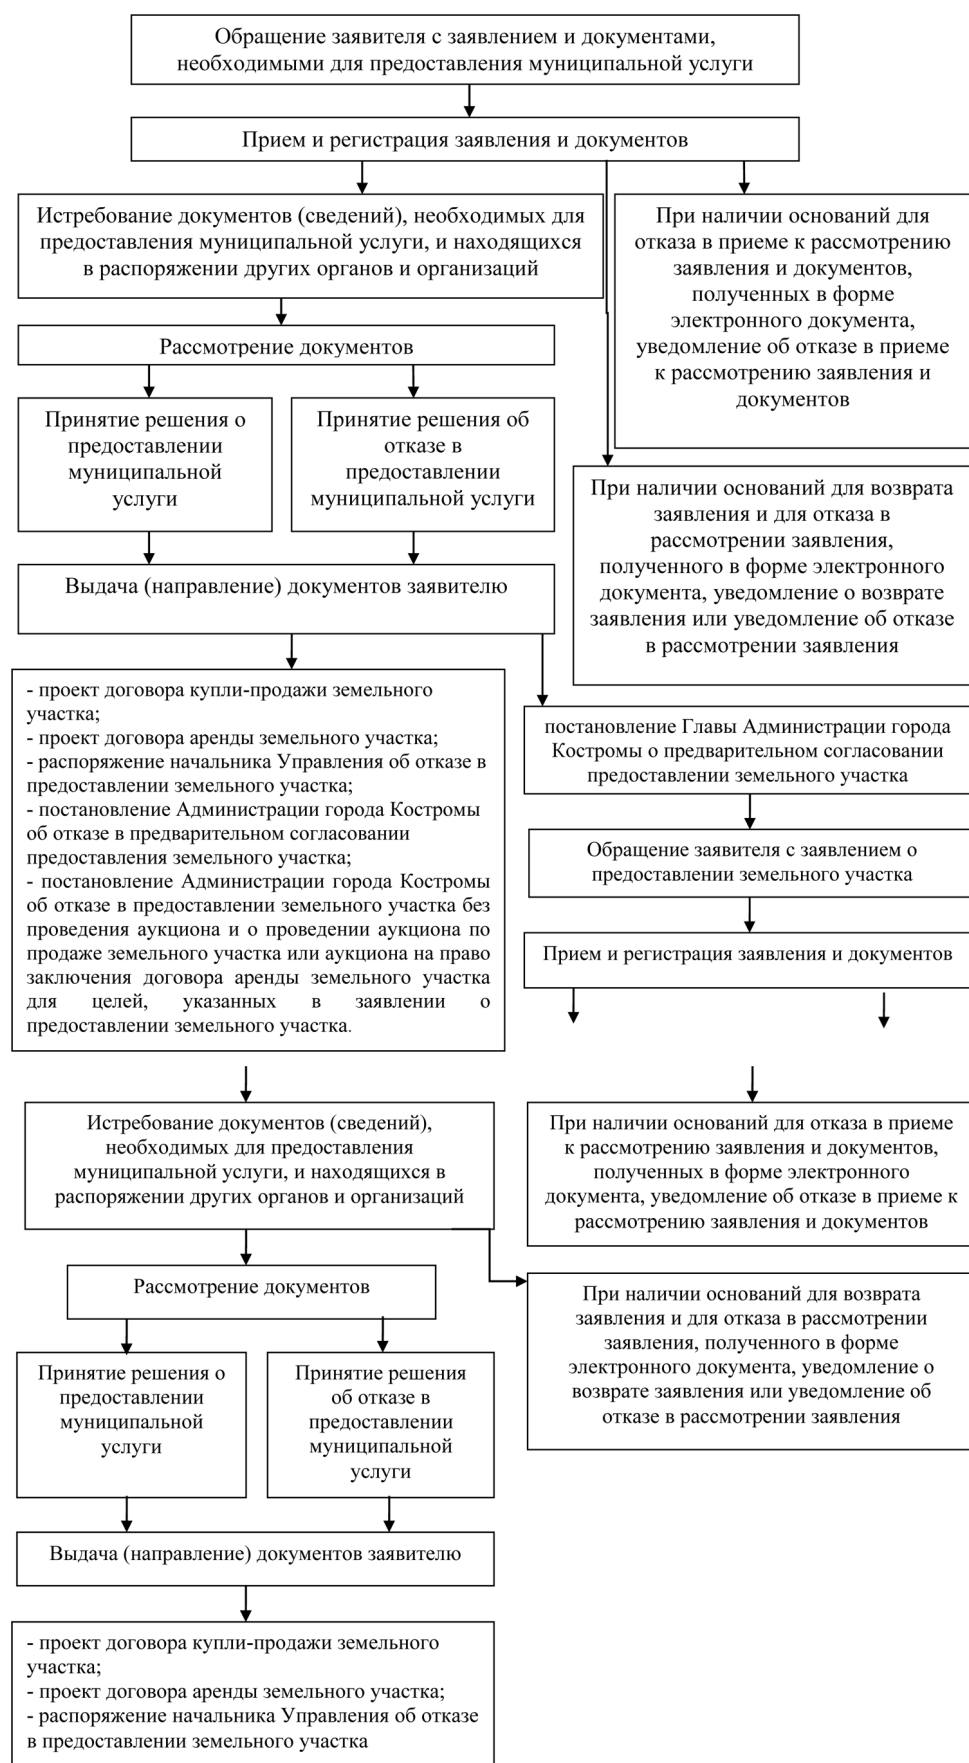 Обращение заявителя с заявлением и документами,
необходимыми для предоставления муниципальной услуги
Прием и регистрация заявления и документов
Истребование документов (сведений), необходимых для
предоставления муниципальной услуги, и находящихся
в распоряжении других органов и организаций
При наличии оснований для
отказа в приеме к рассмотрению
заявления и документов,
полученных в форме
электронного документа,
уведомление об отказе в приеме
к рассмотрению заявления и
документов
Рассмотрение документов
Принятие решения о
предоставлении
муниципальной
услуги
Принятие решения об
отказе в
предоставлении
муниципальной услуги
При наличии оснований для возврата
заявления и для отказа в
рассмотрении заявления,
полученного в форме электронного
документа, уведомление о возврате
заявления или уведомление об отказе
в рассмотрении заявления
Выдача (направление) документов заявителю
- проект договора купли-продажи земельного
участка;
- проект договора аренды земельного участка;
- распоряжение начальника Управления об отказе в
предоставлении земельного участка;
- постановление Администрации города Костромы
об отказе в предварительном согласовании
предоставления земельного участка;
- постановление Администрации города Костромы
об отказе в предоставлении земельного участка без
проведения аукциона и о проведении аукциона по
продаже земельного участка или аукциона на право
заключения договора аренды земельного участка
для целей, указанных в заявлении о
предоставлении земельного участка.
постановление Главы Администрации города
Костромы о предварительном согласовании
предоставлении земельного участка
Обращение заявителя с заявлением о
предоставлении земельного участка
Прием и регистрация заявления и документов
Истребование документов (сведений),
необходимых для предоставления
муниципальной услуги, и находящихся в
распоряжении других органов и организаций
При наличии оснований для отказа в приеме
к рассмотрению заявления и документов,
полученных в форме электронного
документа, уведомление об отказе в приеме к
рассмотрению заявления и документов
Рассмотрение документов
При наличии оснований для возврата
заявления и для отказа в рассмотрении
заявления, полученного в форме
электронного документа, уведомление о
возврате заявления или уведомление об
отказе в рассмотрении заявления
Принятие решения о
предоставлении
муниципальной
услуги
Принятие решения
об отказе в
предоставлении
муниципальной
услуги
Выдача (направление) документов заявителю
- проект договора купли-продажи земельного
участка;
- проект договора аренды земельного участка;
- распоряжение начальника Управления об отказе
в предоставлении земельного участка